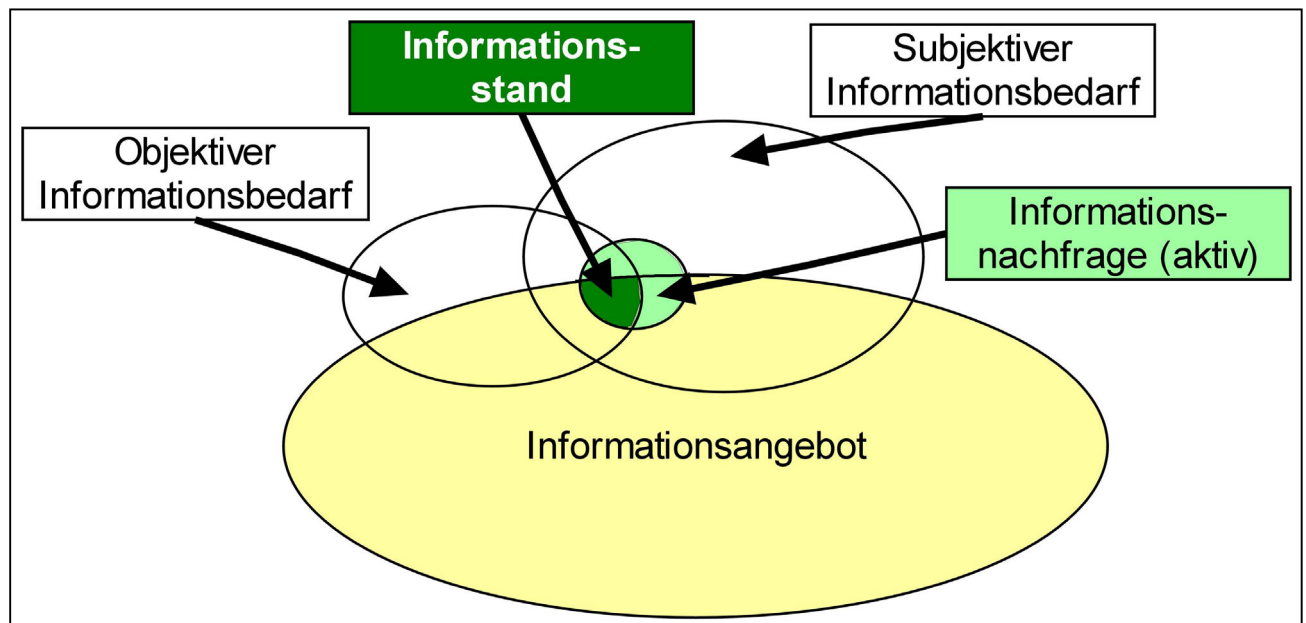 Informations-
stand
Subjektiver
Informationsbedarf
Objektiver
Informationsbedarf
Informations-
nachfrage (aktiv)
Informationsangebot